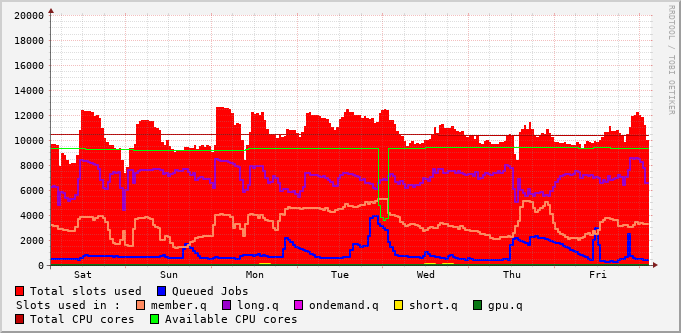 RRDTOOL / TOBI OETIKER
20000
18000
16000
14000
12000
10000
8000
6000
4000
2000
0
Sat Sun Mon Tue Wed Thu Fri
Total slots used Queued Jobs
Slots used in : member.q long.q ondemand.q short.q gpu.q
Total CPU cores Available CPU cores